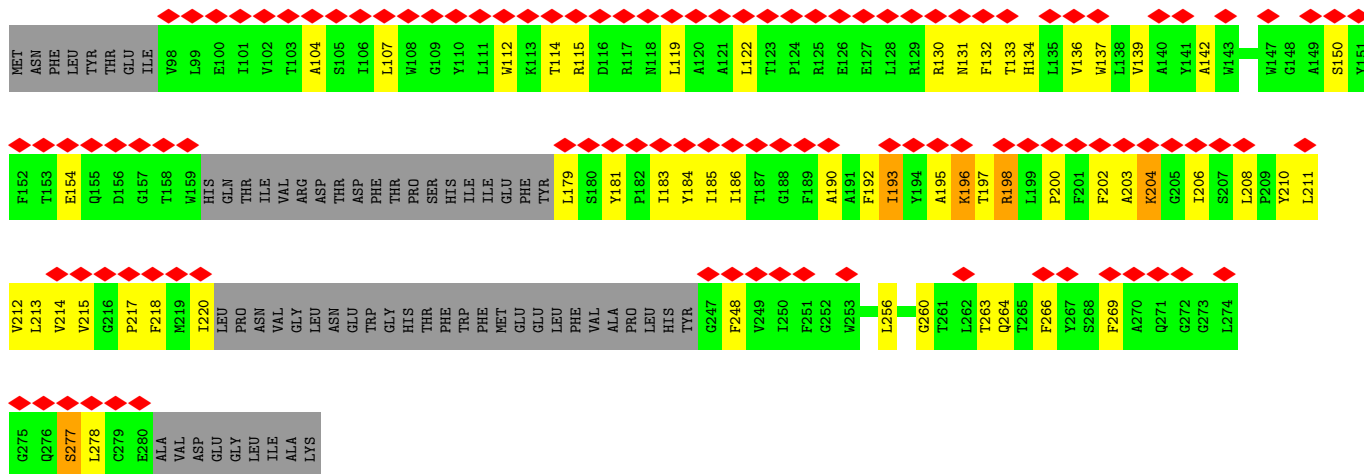 MET ASN PHE LEU TYR THR GLU ILE V98 L99 E100 I101 V102 T103 A104 S105 I106 L107 W108 G109 Y110 L111 W112 K113 T114 R115 D116 R117 N118 L119 A120 A121 L122 T123 P124 R125 E126 E127 L128 R129 R130 N131 F132 T133 H134 L135 V136 W137 L138 V139 A140 Y141 A142 W143 W147 G148 A149 S150 Y151
F152 T153 E154 Q155 D156 G157 T158 W159 HIS GLN THR ILE VAL ARG ASP THR ASP PHE THR PRO SER HIS ILE ILE GLU PHE TYR L179 S180 Y181 P182 I183 Y184 I185 I186 T187 G188 F189 A190 A191 F192 I193 Y194 A195 K196 T197 R198 L199 P200 F201 F202 A203 K204 G205 I206 S207 L208 P209 Y210 L211
V212 L213 V214 V215 G216 P217 F218 M219 I220 LEU PRO ASN VAL GLY LEU ASN GLU TRP GLY HIS THR PHE TRP PHE MET GLU GLU LEU PHE VAL ALA PRO LEU HIS TYR G247 F248 V249 I250 F251 G252 W253 L256 G260 T261 L262 T263 Q264 T265 F266 Y267 S268 F269 A270 Q271 G272 G273 L274
G275 Q276 S277 L278 C279 E280 ALA VAL ASP GLU GLY LEU ILE ALA LYS